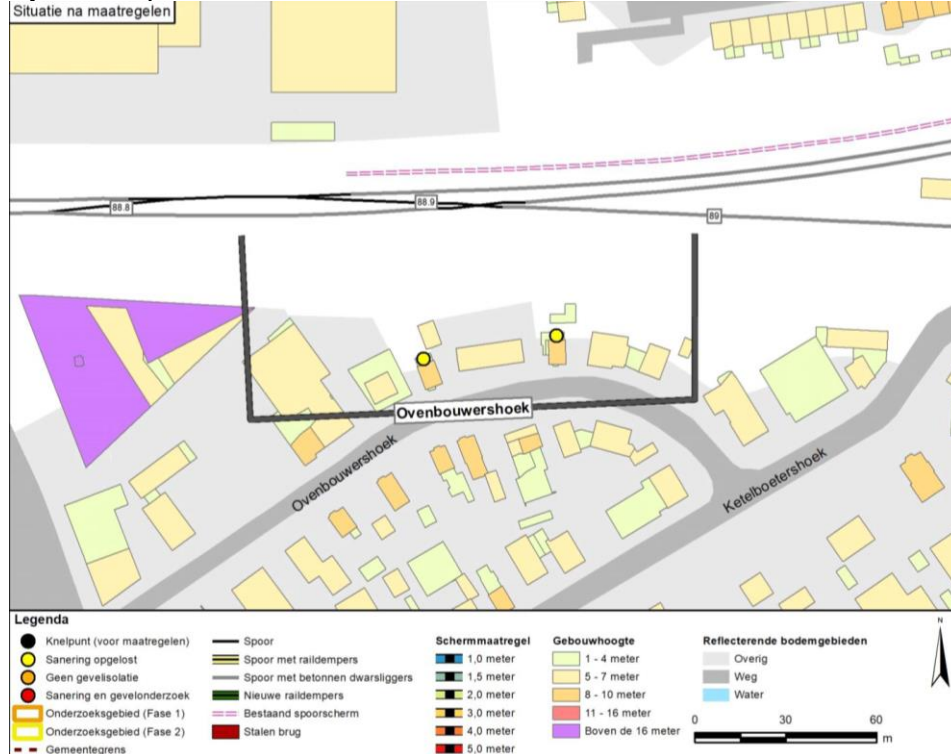 Situatie na maatregelen
88.8
88.9
89
Ovenbouwershoek
Ovenbouwershoek
Ketelboetershoek
Legenda
Knelpunt (voor maatregelen)
Sanering opgelost
Geen gevelisolatie
Sanering en gevelonderzoek
Onderzoeksgebied (Fase 1)
Onderzoeksgebied (Fase 2)
Gemeentegrens
Spoor
Spoor met raildempers
Spoor met betonnen dwarsliggers
Nieuwe raildempers
Bestaand spoorscherm
Stalen brug
Schermmaatregel
1,0 meter
1,5 meter
2,0 meter
3,0 meter
4,0 meter
5,0 meter
Gebouwhoogte
1 - 4 meter
5 - 7 meter
8 - 10 meter
11 - 16 meter
Boven de 16 meter
Reflecterende bodemgebieden
Overig
Weg
Water
0 30 60
m
N